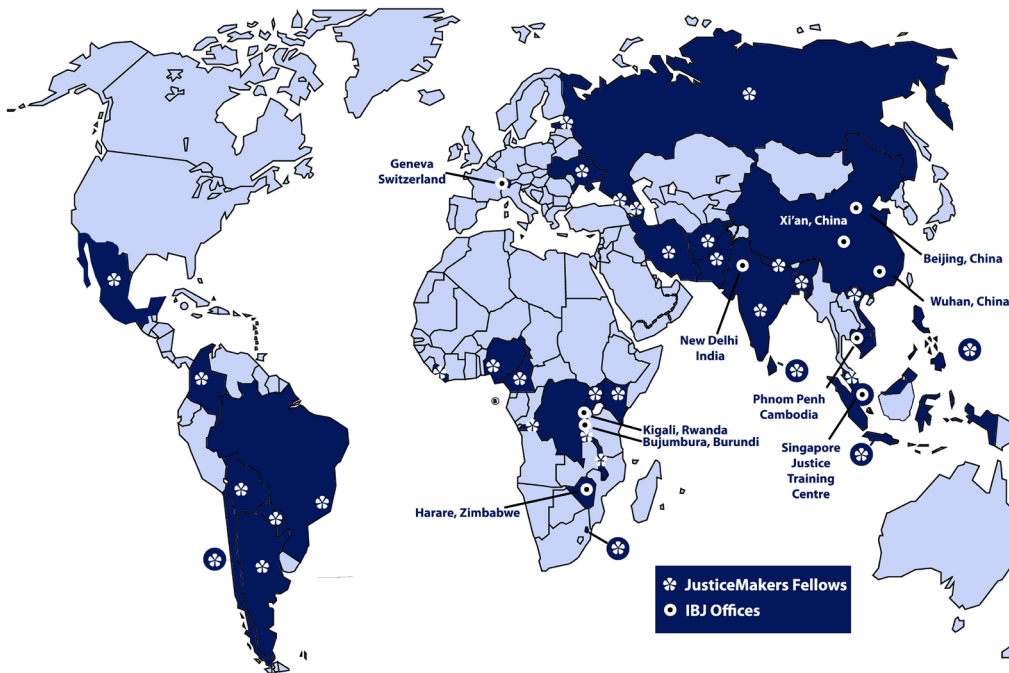 Geneva
Switzerland
Xi'an, China
Beijing, China
Wuhan, China
New Delhi
India
Phnom Penh
Cambodia
Kigali, Rwanda
Bujumbura, Burundi
Singapore
Justice
Training
Centre
Harare, Zimbabwe
JusticeMakers Fellows
IBJ Offices